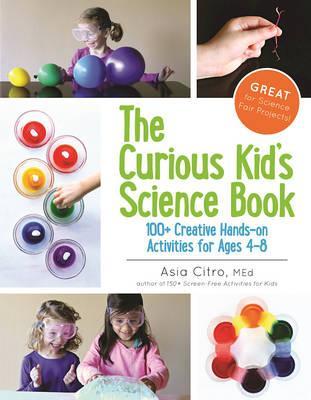 GREAT
for Science
Fair Projects!
The
Curious Kid's
Science Book
100+ Creative Hands-on
Activities for Ages 4–8
Asia Citro, MEd
author of 150+ Screen-Free Activities for Kids